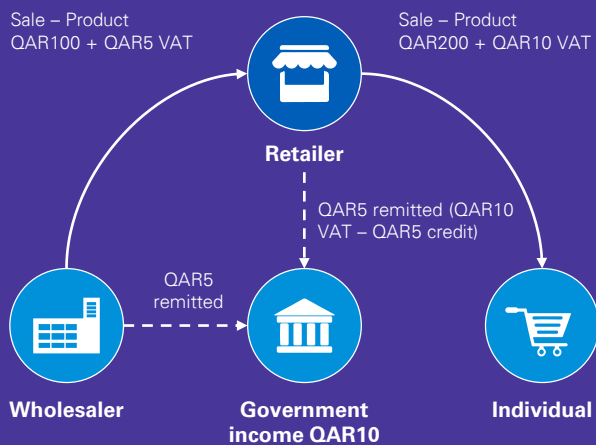 Sale – Product
QAR100 + QAR5 VAT
Sale – Product
QAR200 + QAR10 VAT
Retailer
QAR5 remitted (QAR10
VAT – QAR5 credit)
QAR5
remitted
Wholesaler
Government
income QAR10
Individual